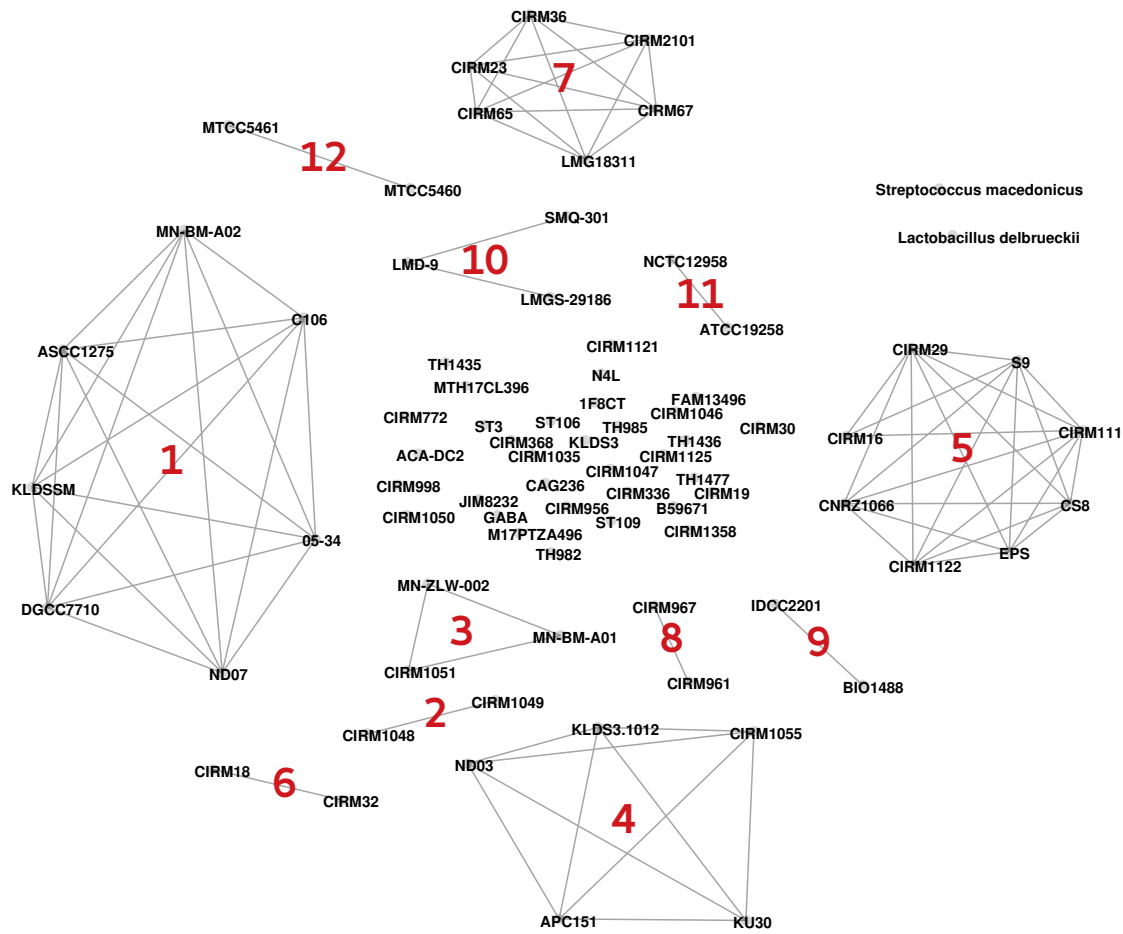 CIRM36
CIRM2101
CIRM23
7
CIRM65
CIRM67
LMG18311
MTCC5461
12
MTCC5460
Streptococcus macedonicus
Lactobacillus delbrueckii
SMQ-301
LMD-9
10
LMGS-29186
NCTC12958
11
ATCC19258
MN-BM-A02
C106
ASCC1275
1
KLDSSM
05-34
DGCC7710
ND07
CIRM1121
TH1435
N4L
MTH17CL396
1F8CT
FAM13496
CIRM772
CIRM1046
ST3
ST106
TH985
CIRM30
CIRM368
KLDS3
TH1436
ACA-DC2
CIRM1035
CIRM1125
CIRM1047
CIRM998
CAG236
TH1477
CIRM336
CIRM19
JIM8232
CIRM956
B59671
CIRM1050
GABA
ST109
M17PTZA496
CIRM1358
TH982
CIRM29
S9
CIRM16
5
CIRM111
CNRZ1066
CS8
CIRM1122
EPS
MN-ZLW-002
3
MN-BM-A01
CIRM1051
CIRM967
8
CIRM961
IDCC2201
9
BIO1488
CIRM1049
2
CIRM1048
CIRM18
6
CIRM32
KLDS3.1012
CIRM1055
ND03
4
APC151
KU30